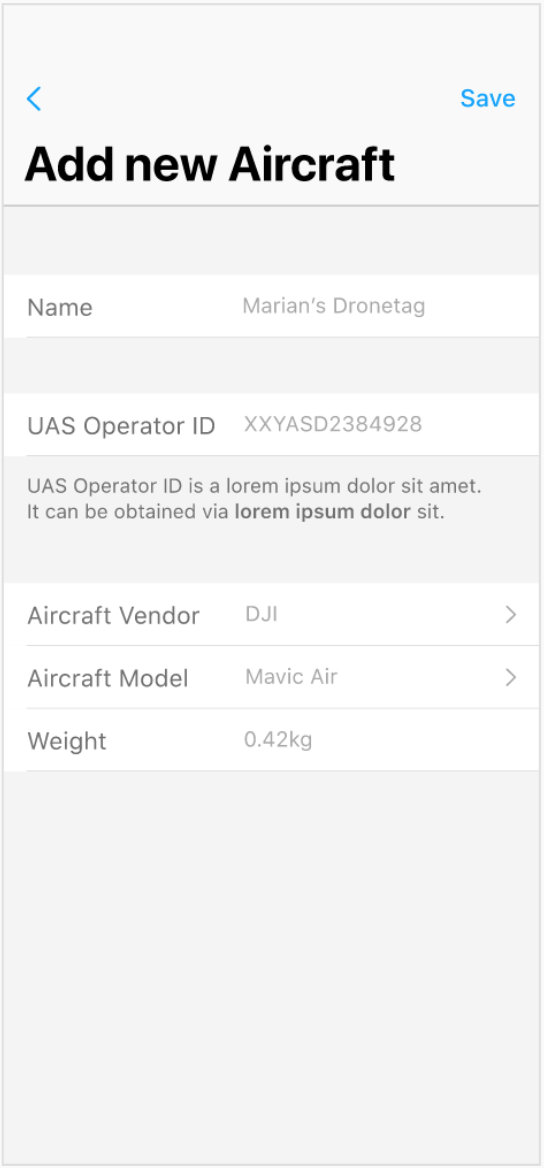 Save
Add new Aircraft
Name Marian’s Dronetag
UAS Operator ID XXYASD2384928
UAS Operator ID is a lorem ipsum dolor sit amet.
It can be obtained via lorem ipsum dolor sit.
Aircraft Vendor DJI
Aircraft Model Mavic Air
Weight 0.42kg